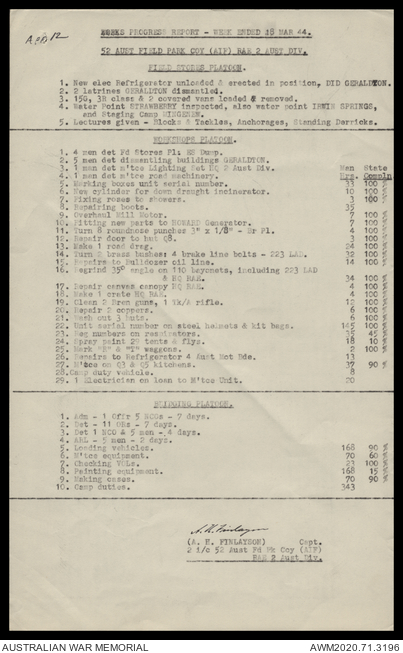 WORKS PROGRESS REPORT - WEEK ENDED 18 MAR 44.
52 AUST FIELD PARK COY (AIF) RAE 2 AUST DIV.
FIELD STORES PLATOON.
1. New elec Refrigerator unloaded & erected in position, DID GERALDTON.
2. 2 latrines GERALDTON dismantled.
3. 15G, 3R class & 2 covered vans loaded & removed.
4. Water Point STRAWBERRY inspected, also water point IRWIN SPRINGS,
and Staging Camp MINGENEW.
5. Lectures given - Blocks & Tackles, Anchorages, Standing Derricks.
WORKSHOPS PLATOON.
1. 4 men det Fd Stores Pl: RE Dump.
2. 5 men det dismantling buildings GERALDTON.
3. 1 man det m'tce Lighting Set HQ 2 Aust Div. Man State
4. 1 man det m'tce road machinery. Hrs. Compln
5. Marking boxes unit serial number. 33 100 %
6. New cylinder for down draught incinerator. 10 100 %
7. Fixing roses to showers. 3 100 %
8. Repairing boots. 35
9. Overhaul Mill Motor. 7 100 %
10. Fitting new parts to HOWARD Generator. 7 100 %
11. Turn 8 roundnose punches 3" x 1/8" - Br Pl. 4 100 %
12. Repair door to hut Q8. 3 100 %
13. Make 1 road drag. 24 100 %
14. Turn 2 brass bushes; 4 brake line bolts - 223 LAD. 32 100 %
15. Repairs to Bulldozer oil line. 14 100 %
16. Regrind 35° angle on 110 bayonets, including 223 LAD
& HQ RAE. 34 100 %
17. Repair canvas canopy HQ RAE. 4 100 %
18. Make 1 crate HQ RAE. 4 100 %
19. Clean 2 Bren guns, 1 Tk/A rifle. 12 100 %
20. Repair 2 coppers. 6 100 %
21. Wash out 3 huts. 6 100 %
22. Unit serial number on steel helmets & kit bags. 145 100 %
23. Reg numbers on respirators. 35 45 %
24. Spray paint 29 tents & flys. 18 10 %
25. Mark "R" & "T" waggons. 2 100 %
26. Repairs to Refrigerator 4 Aust Mot Bde. 13
27. M'tce on Q3 & Q5 kitchens. 37 90 %
28. Camp duty vehicle. 8
29. 1 Electrician on loan to M'tce Unit. 20
BRIDGING PLATOON.
1. Adm - 1 Offr 5 NCOs - 7 days.
2. Det - 11 ORs - 7 days.
3. Det 1 NCO & 5 men - 4 days.
4. AHL - 5 men - 2 days.
5. Loading vehicles. 168 90 %
6. M'tce equipment. 70 60 %
7. Checking VOLs. 23 100 %
8. Painting equipment. 168 15 %
9. Making cases. 70 90 %
10. Camp duties. 343
A. H. Finlayson
(A. H. FINLAYSON) Capt.
2 i/c 52 Aust Fd Pk Coy (AIF)
RAE 2 Aust Div.
AUSTRALIAN WAR MEMORIAL AWM2020.71.3196